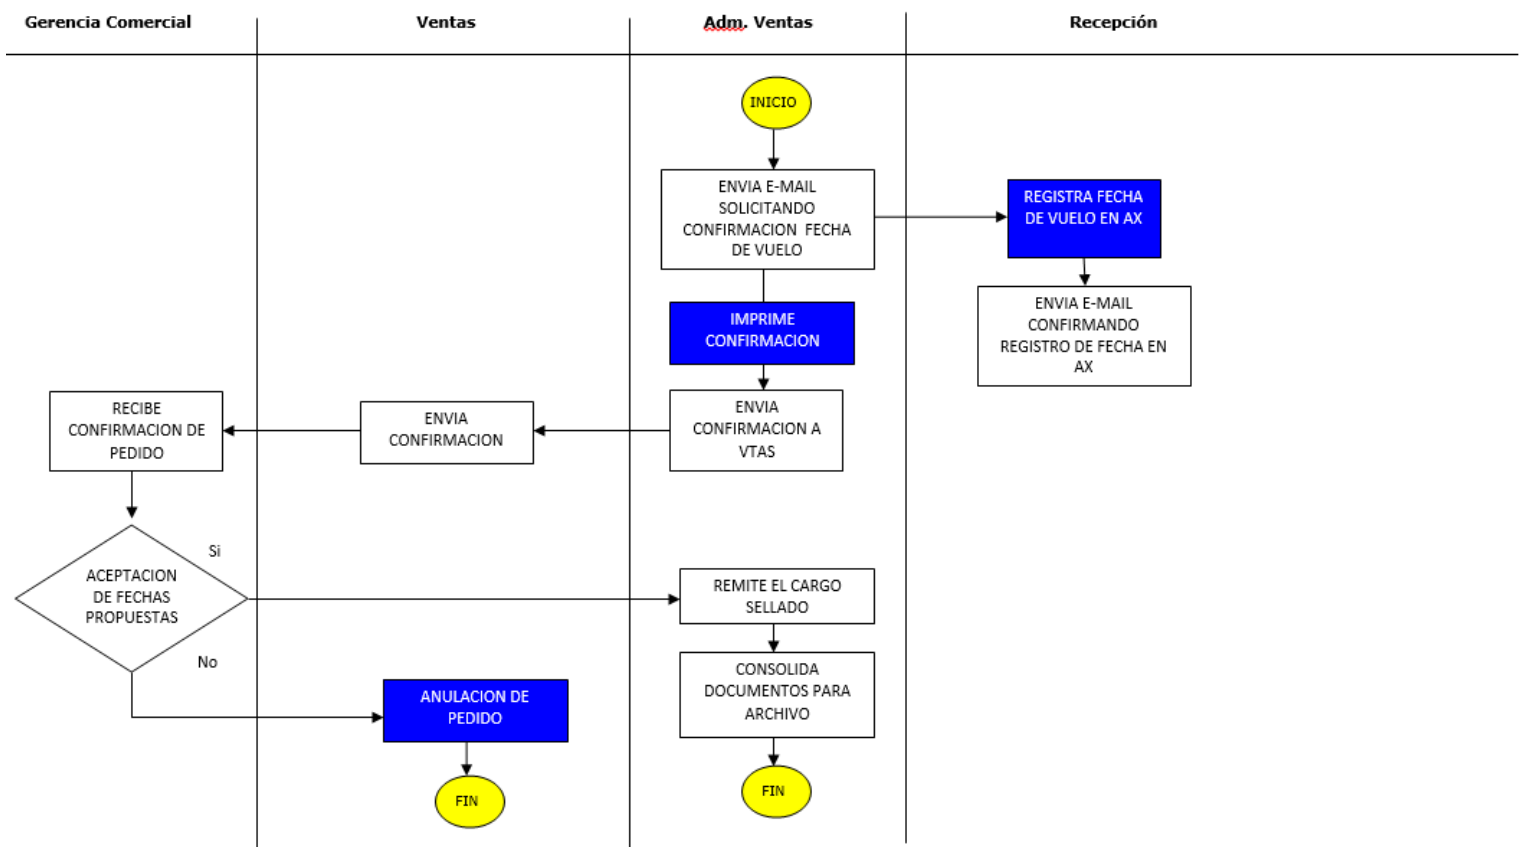 Gerencia Comercial
Ventas
Adm. Ventas
Recepción
INICIO
ENVIA E-MAIL
SOLICITANDO
CONFIRMACION FECHA
DE VUELO
REGISTRA FECHA
DE VUELO EN AX
IMPRIME
CONFIRMACION
ENVIA E-MAIL
CONFIRMANDO
REGISTRO DE FECHA EN
AX
RECIBE
CONFIRMACION DE
PEDIDO
ENVIA
CONFIRMACION
ENVIA
CONFIRMACION A
VTAS
Si
ACEPTACION
DE FECHAS
PROPUESTAS
No
REMITE EL CARGO
SELLADO
CONSOLIDA
DOCUMENTOS PARA
ARCHIVO
ANULACION DE
PEDIDO
FIN
FIN